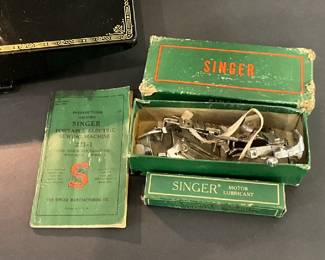 SINGER
INSTRUCTIONS
SINGER
PORTABLE ELECTRIC
SEWING MACHINE
221-1
S
THE SINGER MANUFACTURING CO.
SINGER®
MOTOR
LUBRICANT